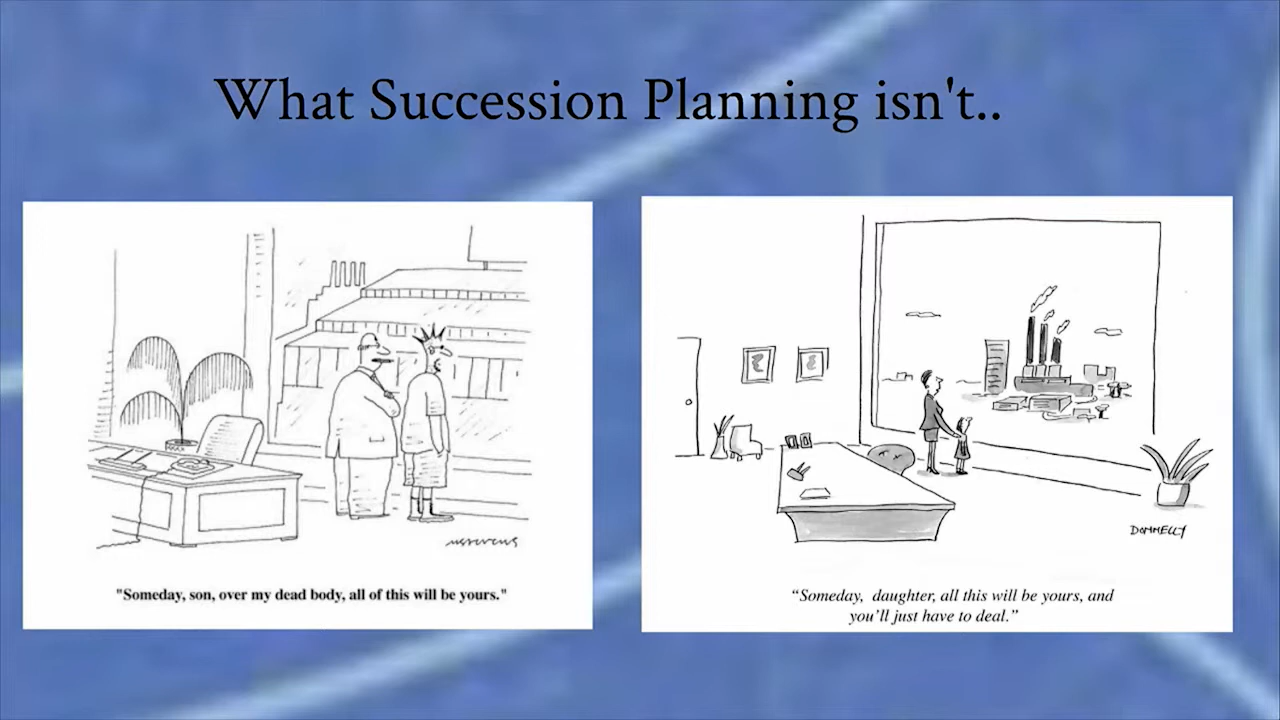 What Succession Planning isn't..
"Someday, son, over my dead body, all of this will be yours."
DONNELLY
“Someday, daughter, all this will be yours, and
you’ll just have to deal.”